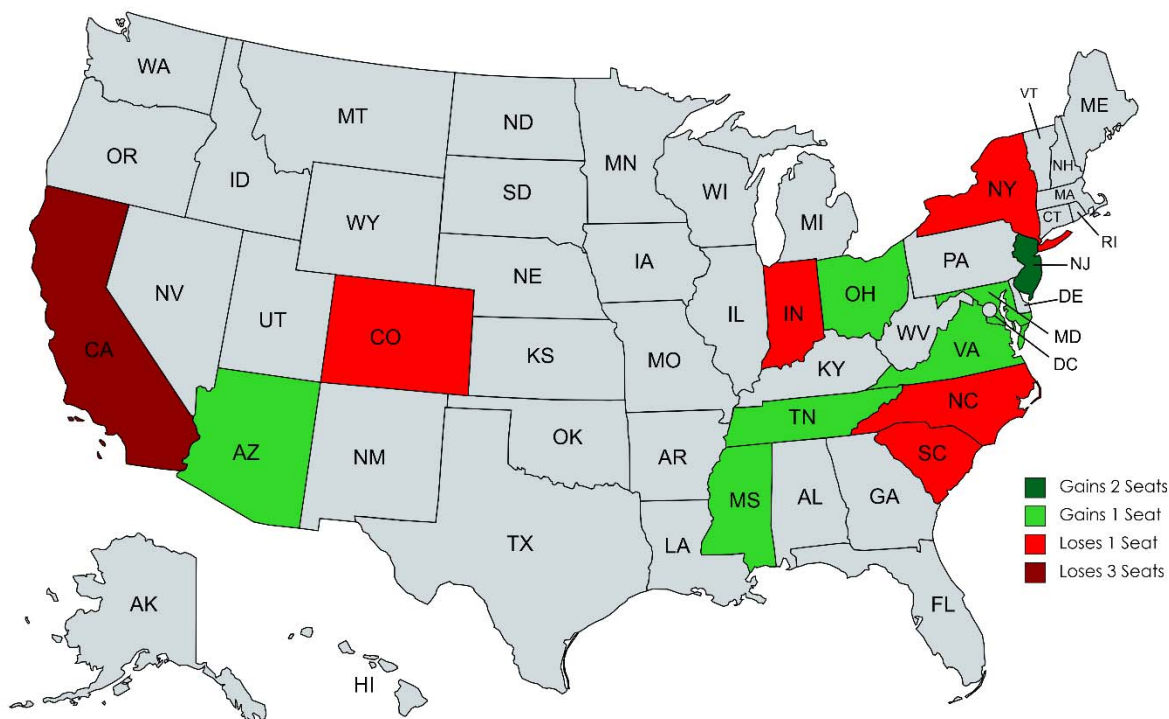 WA
MT
ND
MN
VT
ME
OR
ID
SD
WI
MI
NY
NH
MA
CT
RI
WY
NE
IA
PA
NJ
NV
UT
CO
KS
IL
IN
OH
WV
DE
MD
DC
CA
MO
KY
VA
AZ
NM
OK
AR
TN
NC
SC
MS
AL
GA
TX
LA
FL
AK
HI
Gains 2 Seats
Gains 1 Seat
Loses 1 Seat
Loses 3 Seats